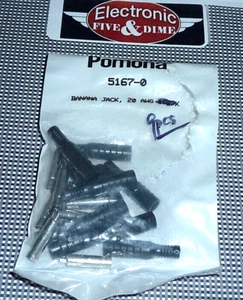 Electronic
FIVE & DIME
Pomona
5167-0
BANANA JACK, 20 AWG
9pcs